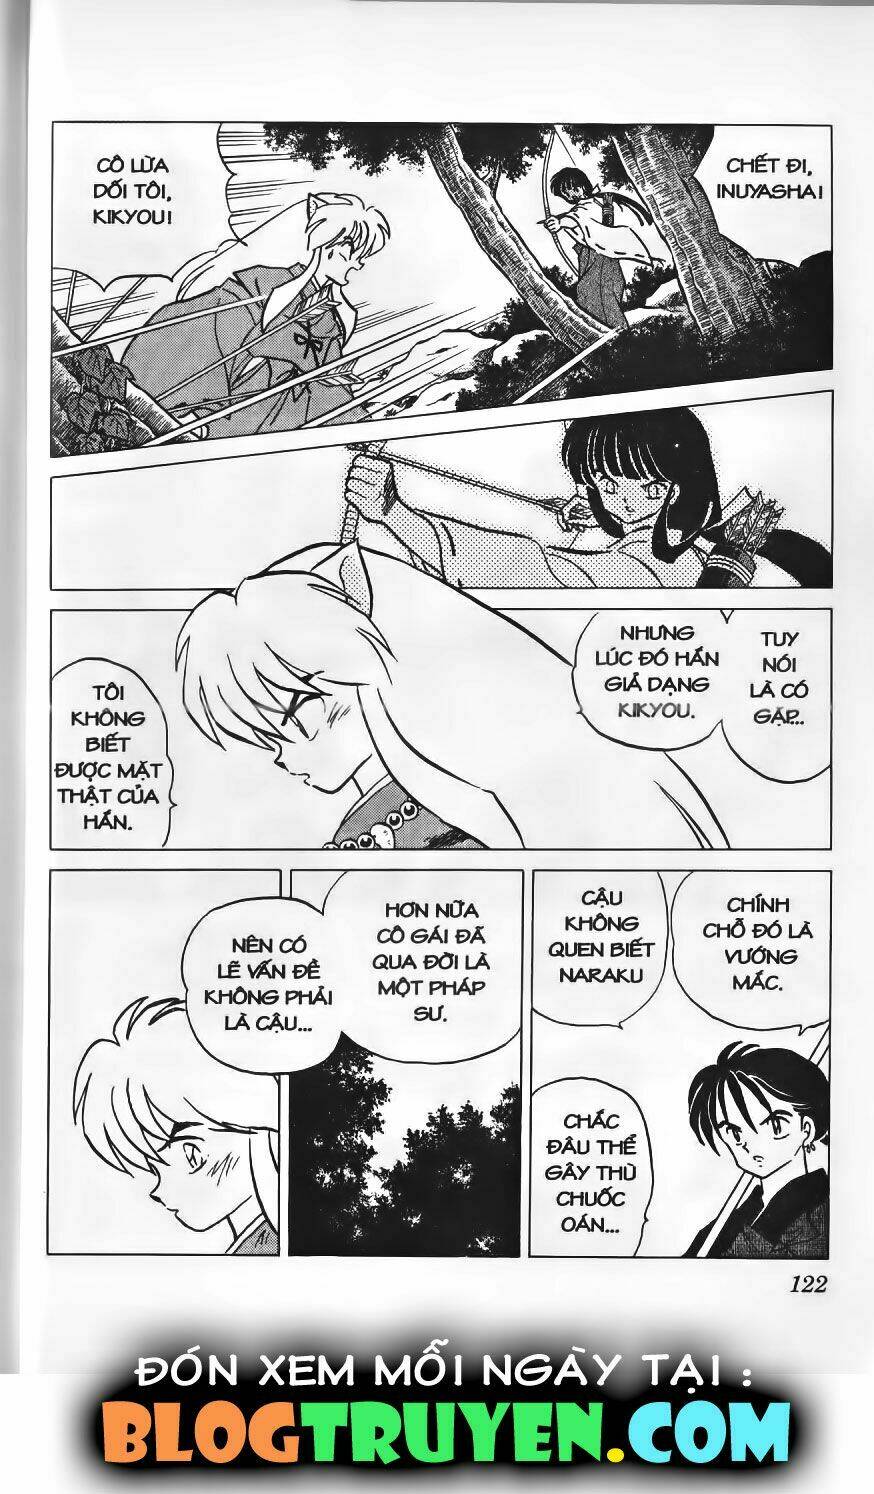 CHẾT ĐI,
INUYASHA!
CÔ LỪA
DỐI TÔI,
KIKYOU!
TUY
NÓI
LÀ CÓ
GẶP...
NHƯNG
LÚC ĐÓ HẮN
GIẢ DẠNG
KIKYOU.
TÔI
KHÔNG
BIẾT
ĐƯỢC MẶT
THẬT CỦA
HẮN.
CHÍNH
CHỖ ĐÓ LÀ
VƯỚNG
MẮC.
CẬU
KHÔNG
QUEN BIẾT
NARAKU
CHẮC
ĐÂU THỂ
GÂY THÙ
CHUỐC
OÁN...
HƠN NỮA
CÔ GÁI ĐÃ
QUA ĐỜI LÀ
MỘT PHÁP
SƯ.
NÊN CÓ
LẼ VẤN ĐỀ
KHÔNG PHẢI
LÀ CẬU...
122
ĐÓN XEM MỖI NGÀY TẠI :
BLOGTRUYEN.COM